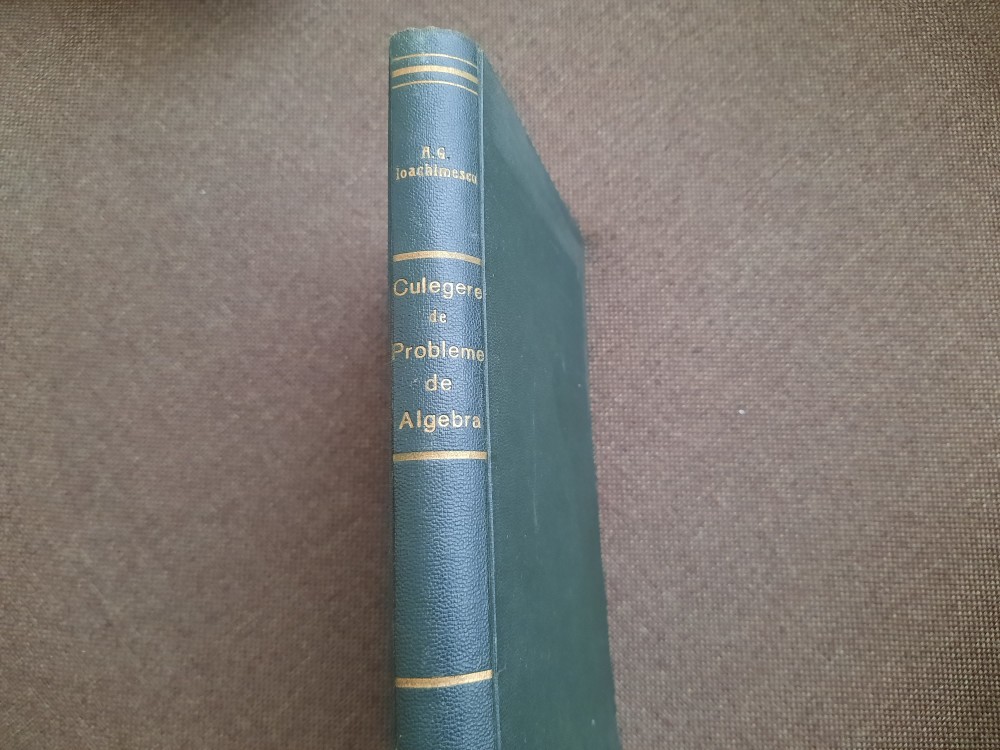 A.G.
Ioachimescu
Culegere
de
Probleme
de
Algebra